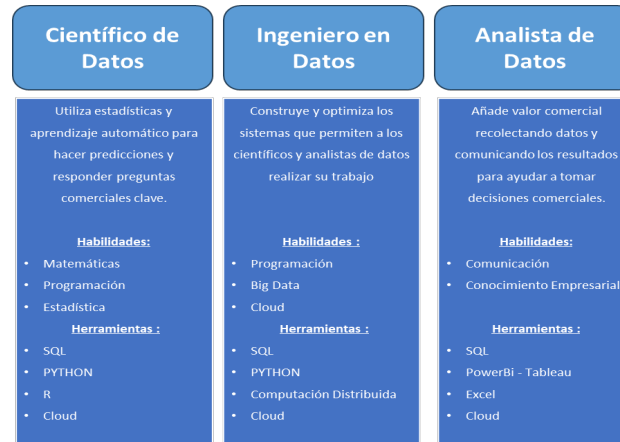 Científico de
Datos
Utiliza estadísticas y
aprendizaje automático para
hacer predicciones y
responder preguntas
comerciales clave.
Habilidades:
• Matemáticas
• Programación
• Estadística
Herramientas :
• SQL
• PYTHON
• R
• Cloud
Ingeniero en
Datos
Construye y optimiza los
sistemas que permiten a los
científicos y analistas de datos
realizar su trabajo
Habilidades :
• Programación
• Big Data
• Cloud
Herramientas :
• SQL
• PYTHON
• Computación Distribuida
• Cloud
Analista de
Datos
Añade valor comercial
recolectando datos y
comunicando los resultados
para ayudar a tomar
decisiones comerciales.
Habilidades:
• Comunicación
• Conocimiento Empresarial
Herramientas :
• SQL
• PowerBi - Tableau
• Excel
• Cloud